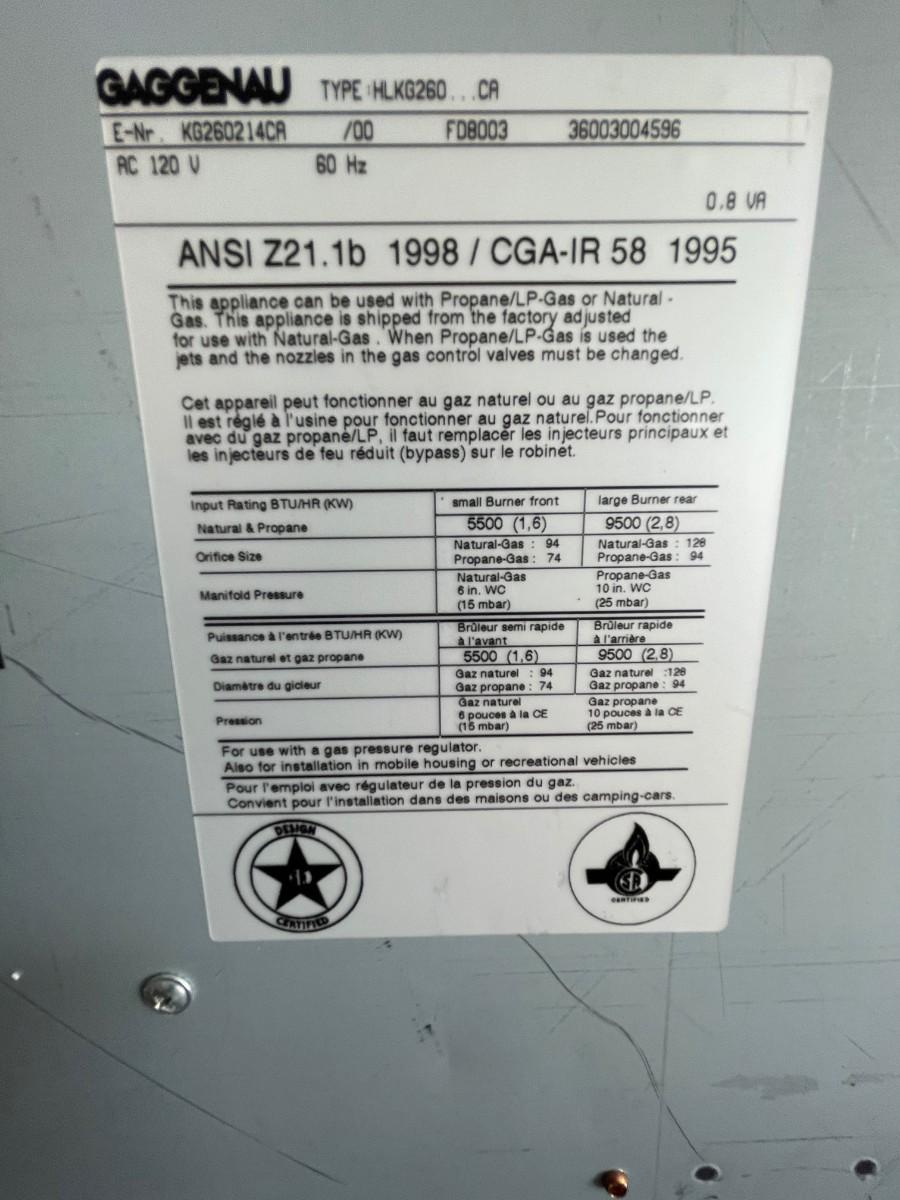 GAGGENAU TYPE:HLKG260...CA
E-Nr. KG260214CA /00 FD8003 36003004596
AC 120 V 60 Hz
0.8 VA
ANSI Z21.1b 1998 / CGA-IR 58 1995
This appliance can be used with Propane/LP-Gas or Natural -
Gas. This appliance is shipped from the factory adjusted
for use with Natural-Gas . When Propane/LP-Gas is used the
jets and the nozzles in the gas control valves must be changed.
Cet appareil peut fonctionner au gaz naturel ou au gaz propane/LP.
Il est réglé à l'usine pour fonctionner au gaz naturel.Pour fonctionner
avec du gaz propane/LP, il faut remplacer les injecteurs principaux et
les injecteurs de feu réduit (bypass) sur le robinet.
Input Rating BTU/HR (KW) small Burner front large Burner rear
Natural & Propane 5500 (1,6) 9500 (2,8)
Orifice Size Natural-Gas : 94 Natural-Gas : 128
Propane-Gas : 74 Propane-Gas : 94
Manifold Pressure Natural-Gas Propane-Gas
6 in. WC 10 in. WC
(15 mbar) (25 mbar)
Puissance à l'entrée BTU/HR (KW) Brûleur semi rapide Brûleur rapide
à l'avant à l'arrière
Gaz naturel et gaz propane 5500 (1,6) 9500 (2,8)
Diamètre du gicleur Gaz naturel : 94 Gaz naturel :128
Gaz propane : 74 Gaz propane : 94
Pression Gaz naturel Gaz propane
6 pouces à la CE 10 pouces à la CE
(15 mbar) (25 mbar)
For use with a gas pressure regulator.
Also for installation in mobile housing or recreational vehicles
Pour l'emploi avec régulateur de la pression du gaz.
Convient pour l'installation dans des maisons ou des camping-cars.
DESIGN
CERTIFIED
CERTIFIED